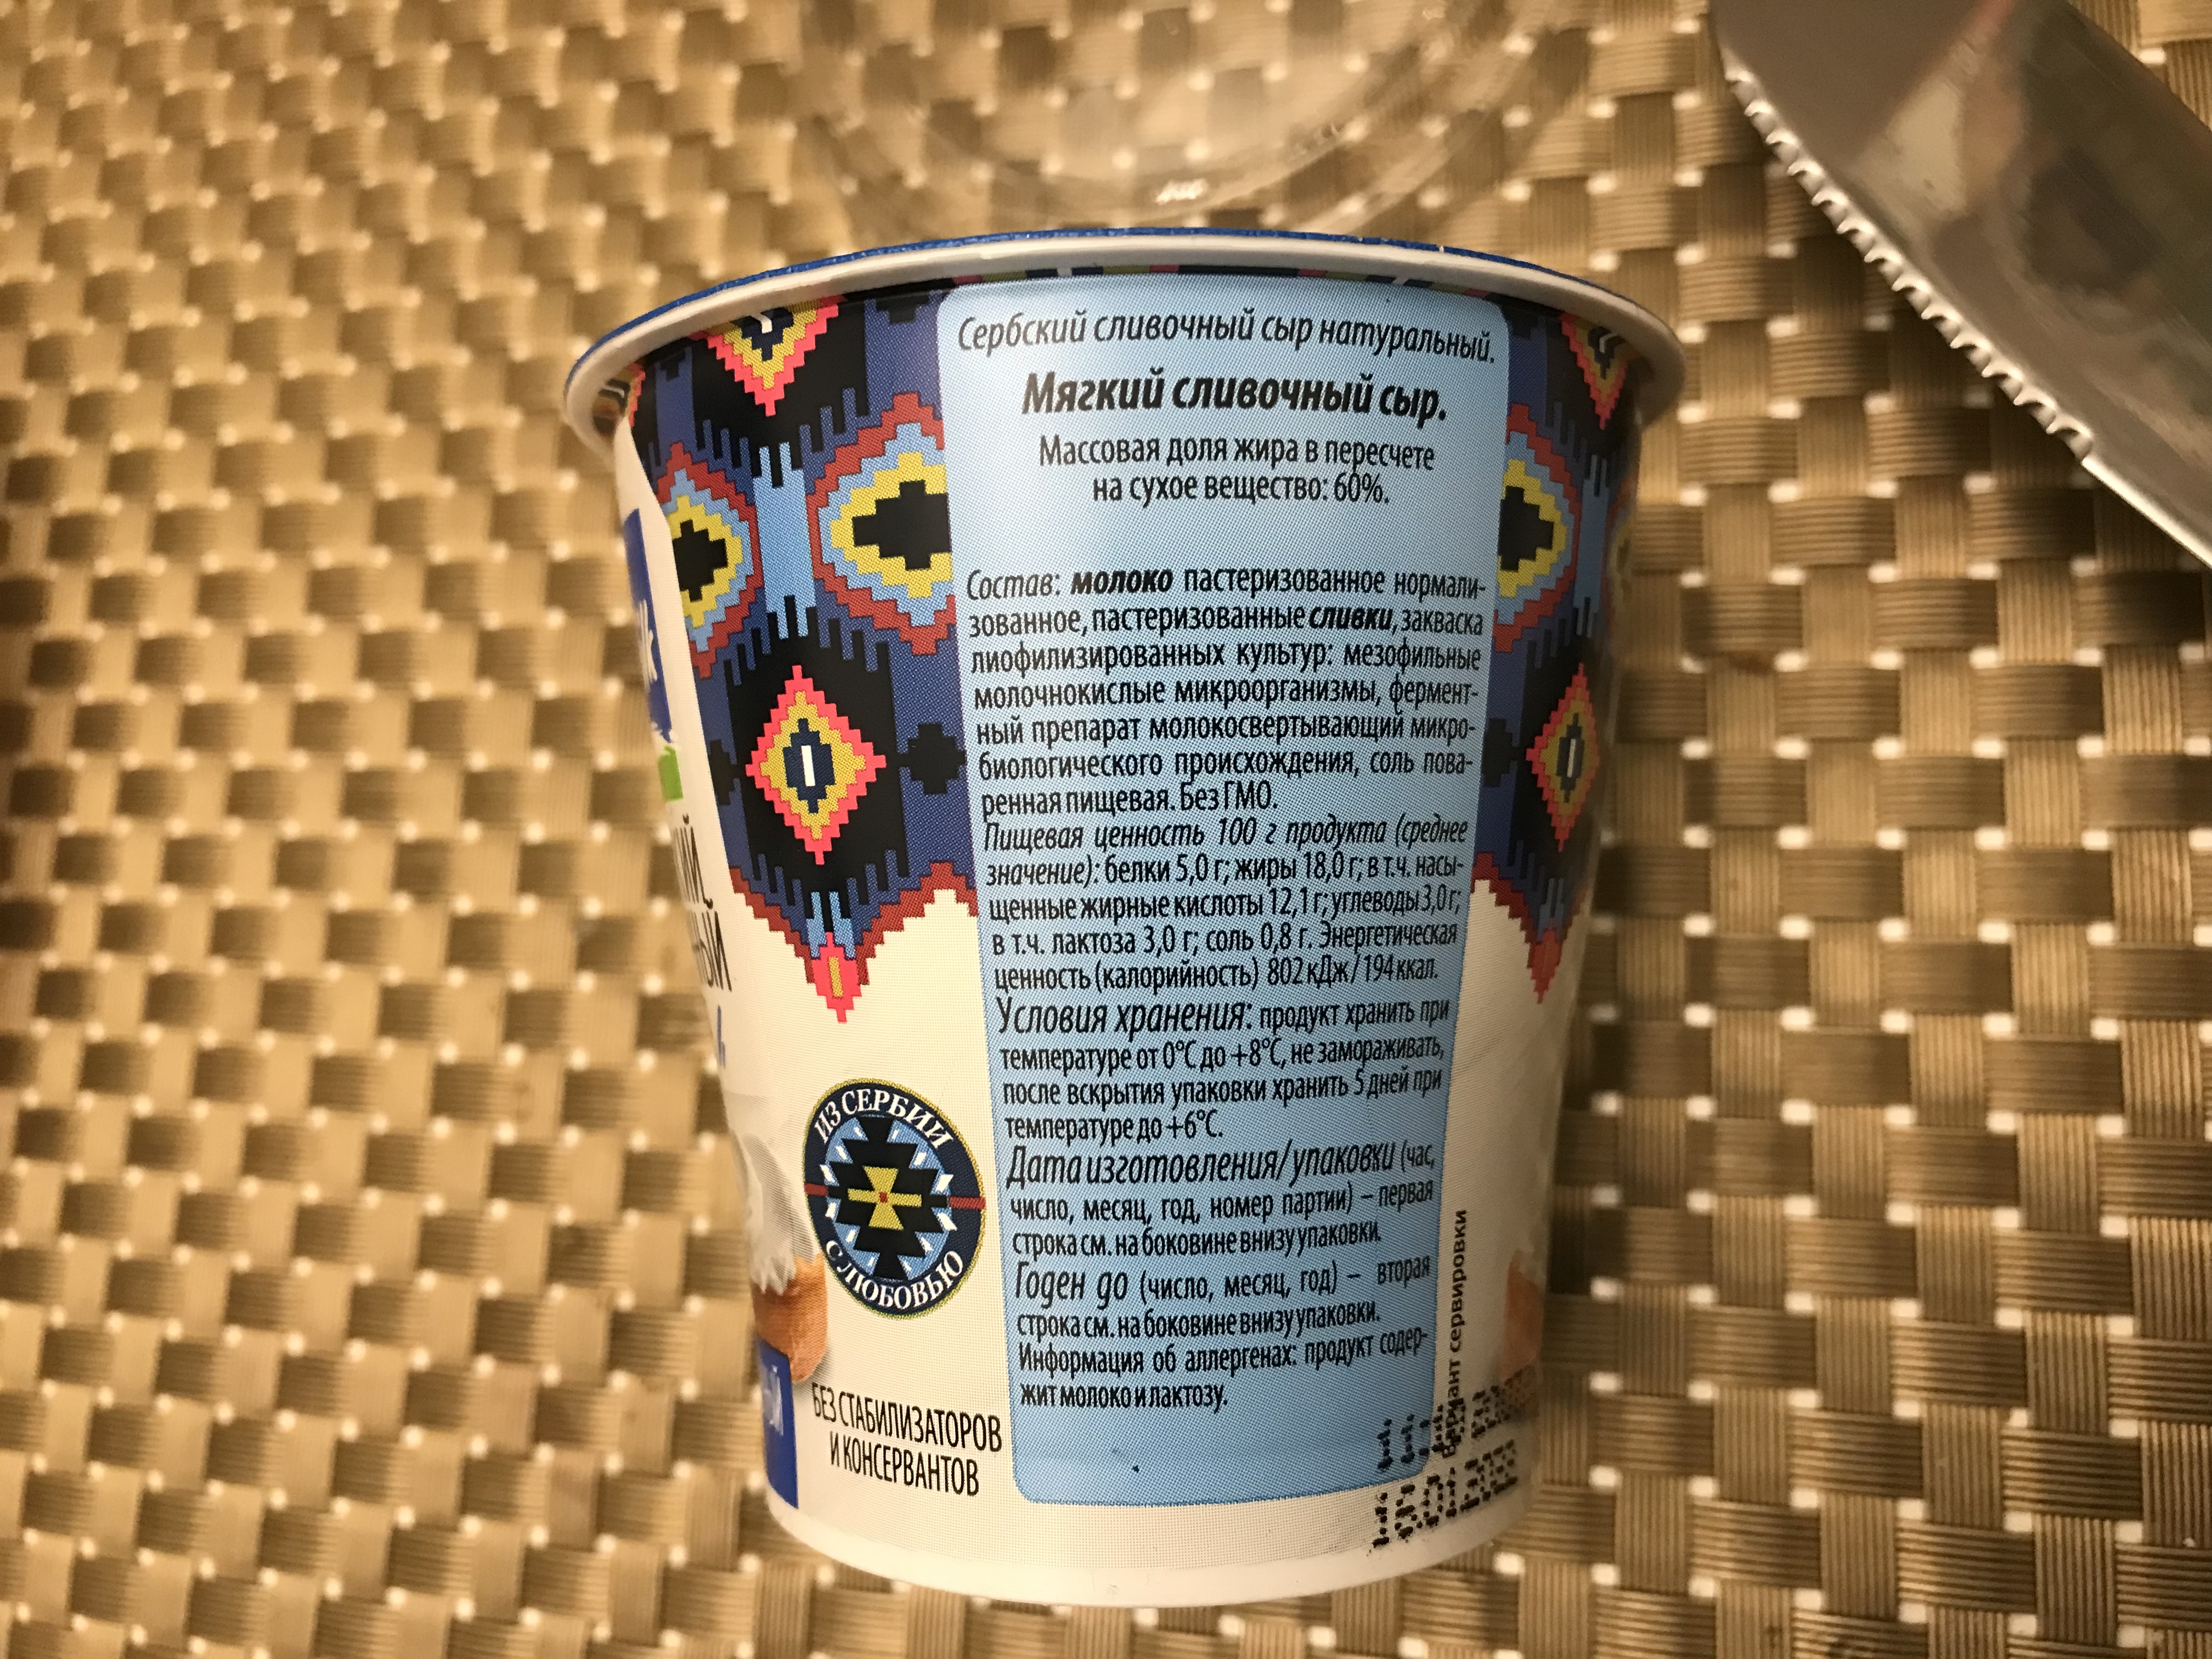 Сербский сливочный сыр натуральный.
Мягкий сливочный сыр.
Массовая доля жира в пересчете
на сухое вещество: 60%.
Состав: молоко пастеризованное нормали-
зованное, пастеризованные сливки, закваска
лиофилизированных культур: мезофильные
молочнокислые микроорганизмы, фермент-
ный препарат молокосвертывающий микро-
биологического происхождения, соль пова-
ренная пищевая. Без ГМО.
Пищевая ценность 100 г продукта (среднее
значение): белки 5,0 г; жиры 18,0 г; в т.ч. насы-
щенные жирные кислоты 12,1 г; углеводы 3,0 г;
в т.ч. лактоза 3,0 г; соль 0,8 г. Энергетическая
ценность (калорийность) 802 кДж/194 ккал.
Условия хранения: продукт хранить при
температуре от 0°С до +8°С, не замораживать,
после вскрытия упаковки хранить 5 дней при
температуре до +6°С.
Дата изготовления/упаковки (час,
число, месяц, год, номер партии) – первая
строка см. на боковине внизу упаковки.
Годен до (число, месяц, год) – вторая
строка см. на боковине внизу упаковки.
Информация об аллергенах: продукт содер-
жит молоко и лактозу.
ИЗ СЕРБИИ
С ЛЮБОВЬЮ
БЕЗ СТАБИЛИЗАТОРОВ
И КОНСЕРВАНТОВ
Вариант сервировки